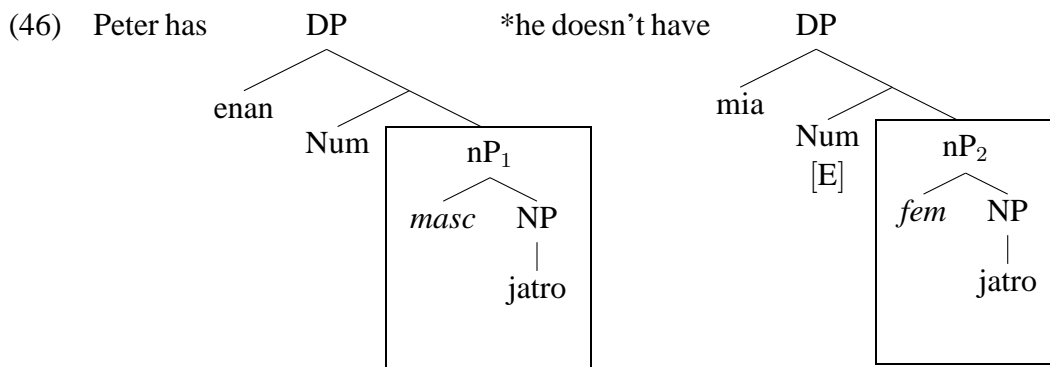 (46) Peter has DP *he doesn't have DP
enan mia
Num Num
[E]
nP₁ nP₂
masc NP fem NP
jatro jatro